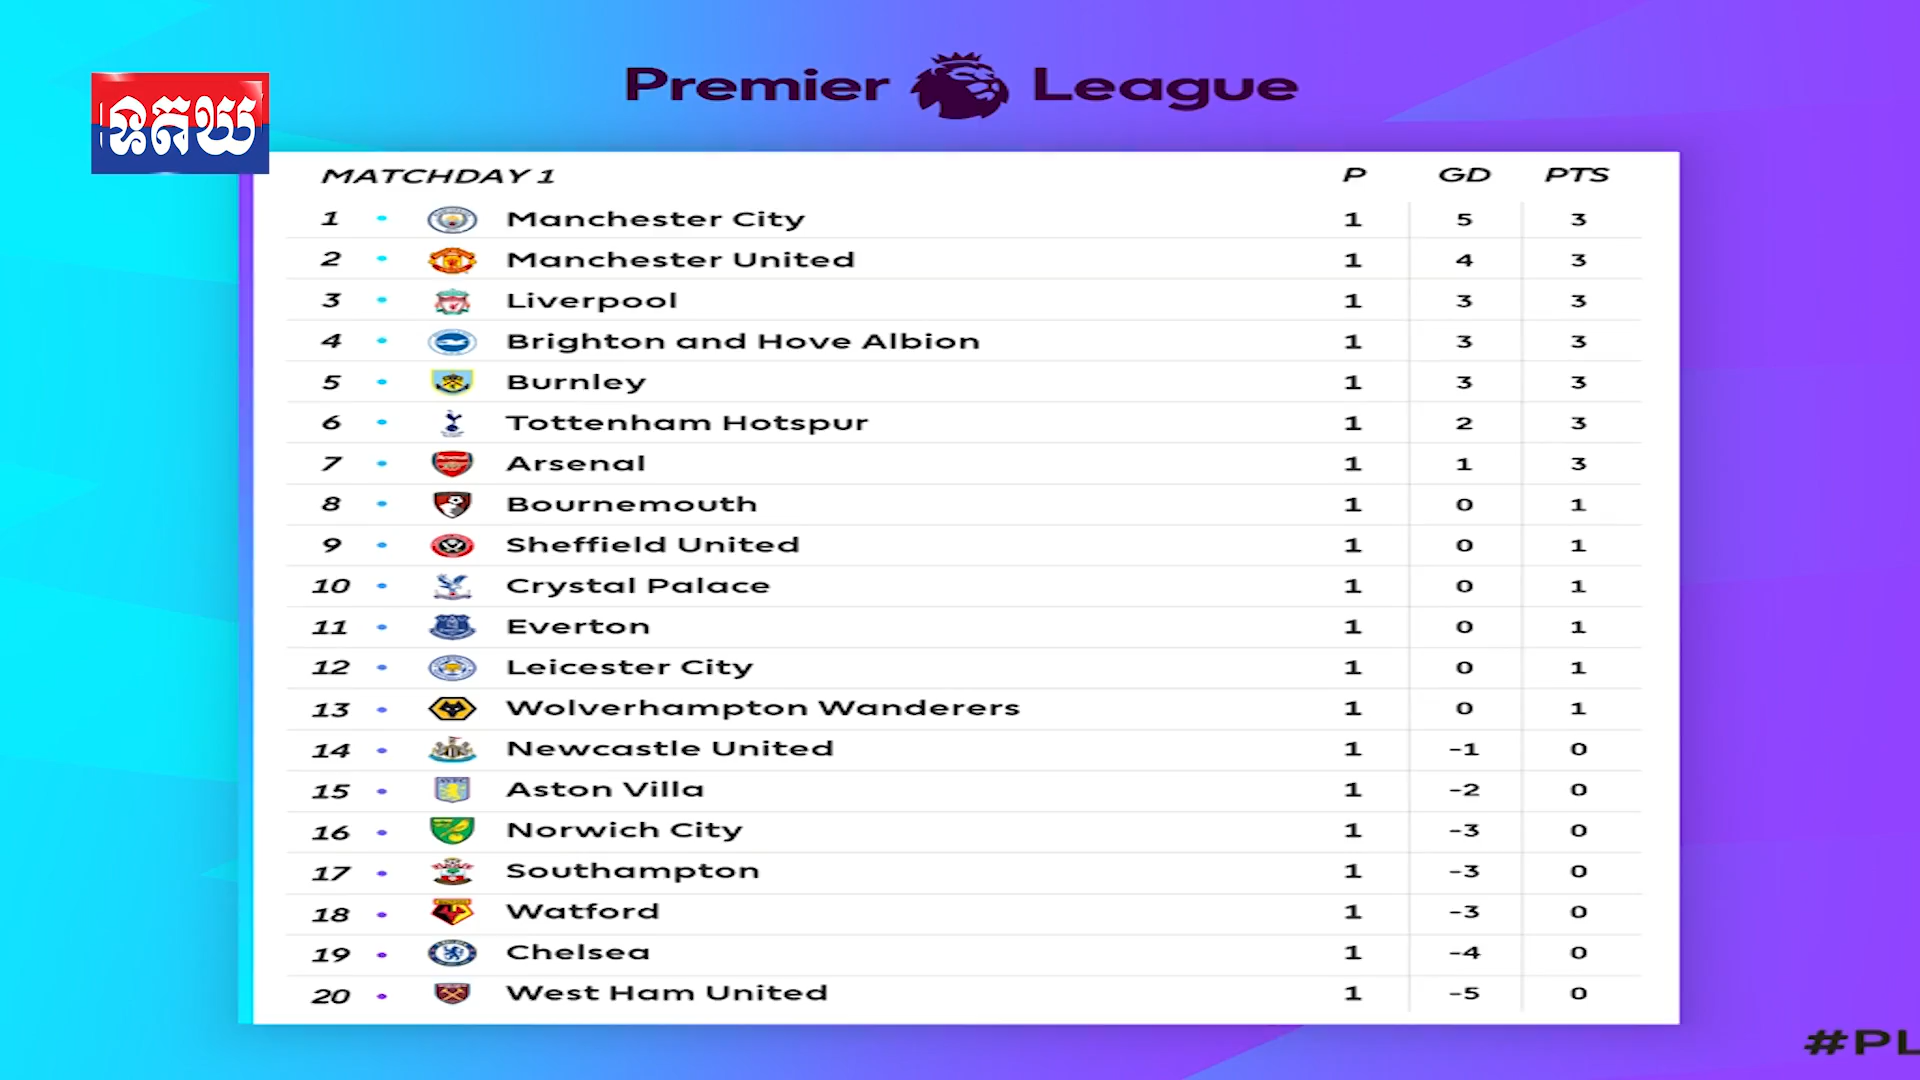 Premier League
ឧតឃ
MATCHDAY 1 P GD PTS
1 Manchester City 1 5 3
2 Manchester United 1 4 3
3 Liverpool 1 3 3
4 Brighton and Hove Albion 1 3 3
5 Burnley 1 3 3
6 Tottenham Hotspur 1 2 3
7 Arsenal 1 1 3
8 Bournemouth 1 0 1
9 Sheffield United 1 0 1
10 Crystal Palace 1 0 1
11 Everton 1 0 1
12 Leicester City 1 0 1
13 Wolverhampton Wanderers 1 0 1
14 Newcastle United 1 -1 0
15 Aston Villa 1 -2 0
16 Norwich City 1 -3 0
17 Southampton 1 -3 0
18 Watford 1 -3 0
19 Chelsea 1 -4 0
20 West Ham United 1 -5 0
#PL